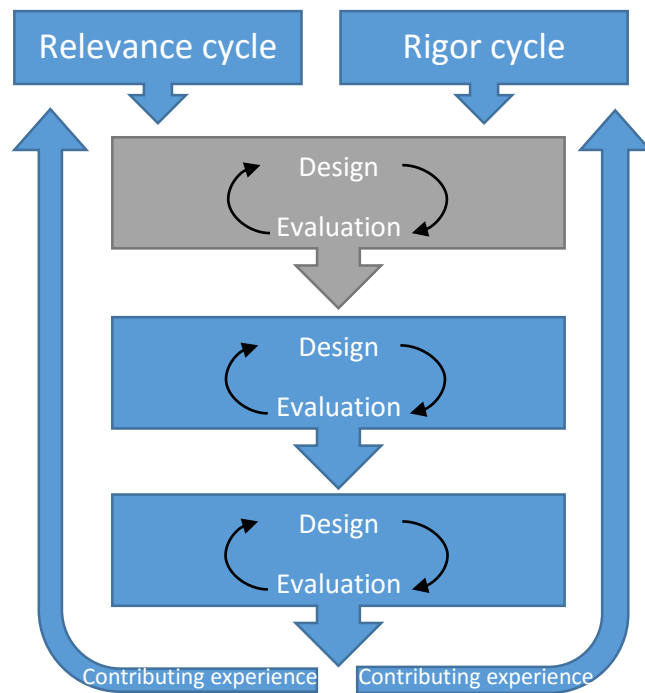 Relevance cycle
Rigor cycle
Design
Evaluation
Design
Evaluation
Design
Evaluation
Contributing experience
Contributing experience